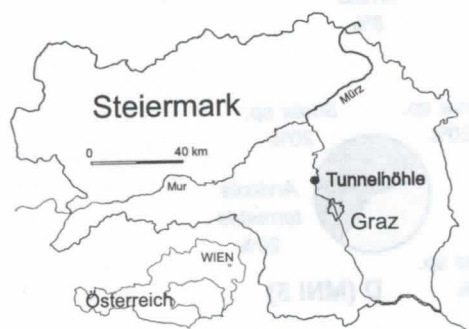 Steiermark
Mürz
0 40 km
Mur
Tunnelhöhle
Graz
WIEN
Österreich